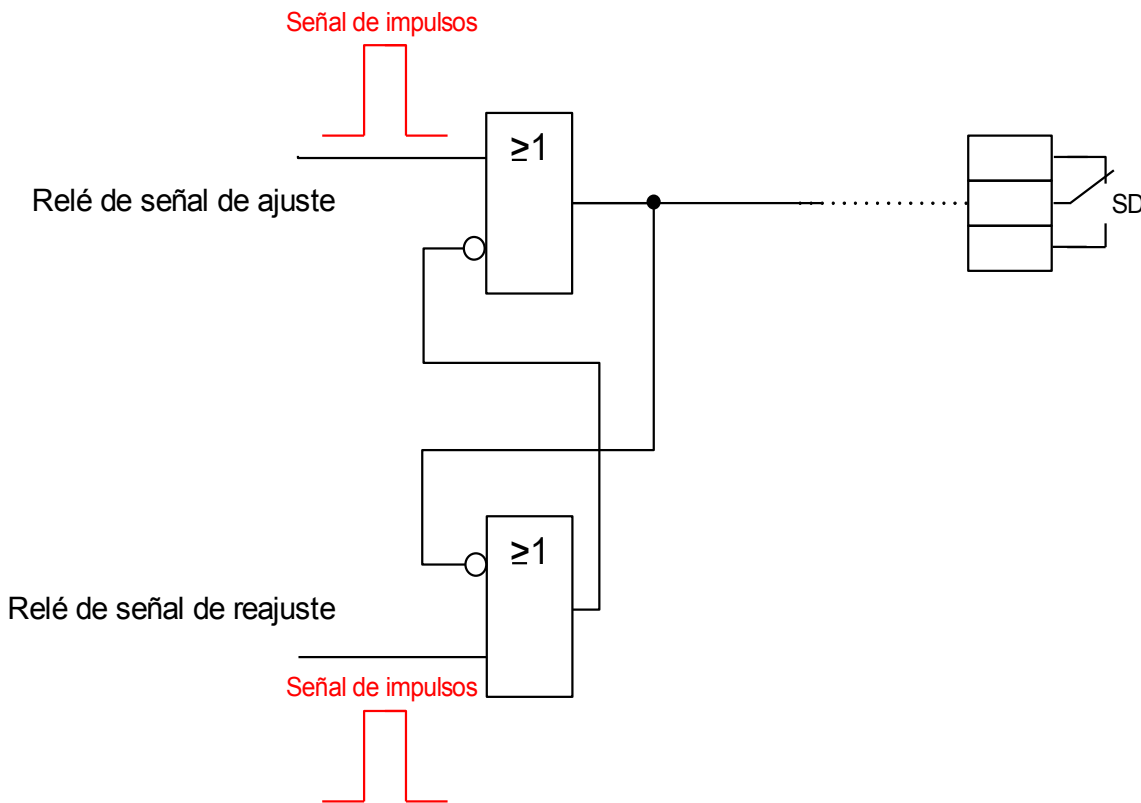 Señal de impulsos
≥1
Relé de señal de ajuste
SD
≥1
Relé de señal de reajuste
Señal de impulsos